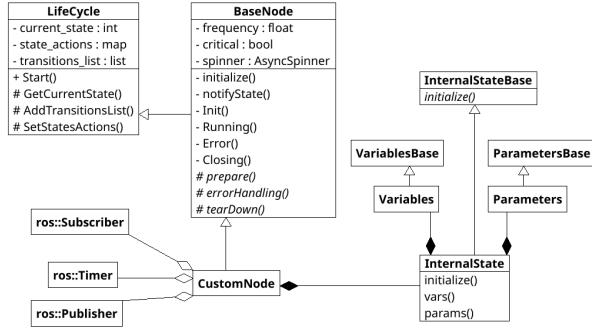 LifeCycle
- current_state : int
- state_actions : map
- transitions_list : list
+ Start()
# GetCurrentState()
# AddTransitionsList()
# SetStatesActions()
BaseNode
- frequency : float
- critical : bool
- spinner : AsyncSpinner
- initialize()
- notifyState()
- Init()
- Running()
- Error()
- Closing()
# prepare()
# errorHandling()
# tearDown()
InternalStateBase
initialize()
VariablesBase
ParametersBase
Variables
Parameters
ros::Subscriber
ros::Timer
ros::Publisher
CustomNode
InternalState
initialize()
vars()
params()